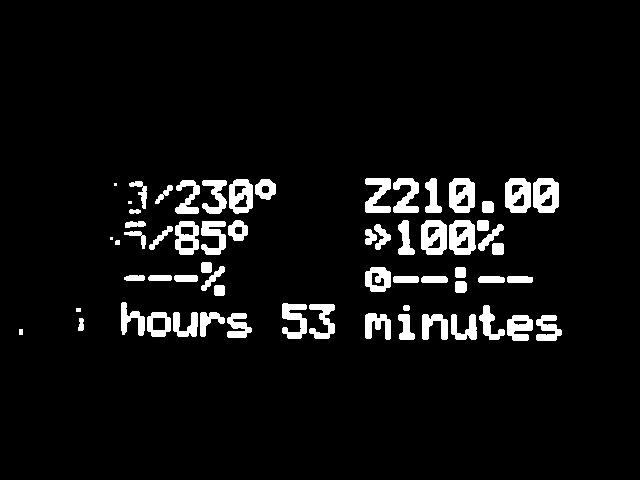 /230° Z210.00
/85° »100%
---% --:--
hours 53 minutes